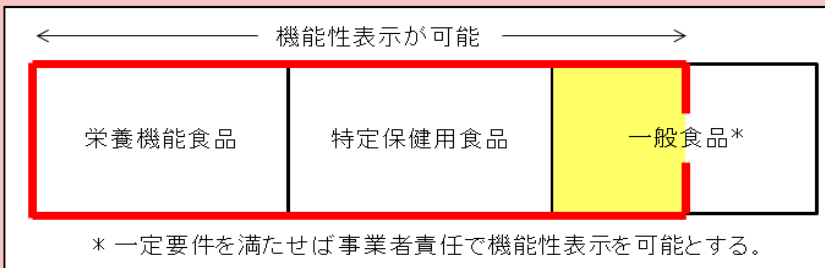 機能性表示が可能
栄養機能食品
特定保健用食品
一般食品*
* 一定要件を満たせば事業者責任で機能性表示を可能とする。